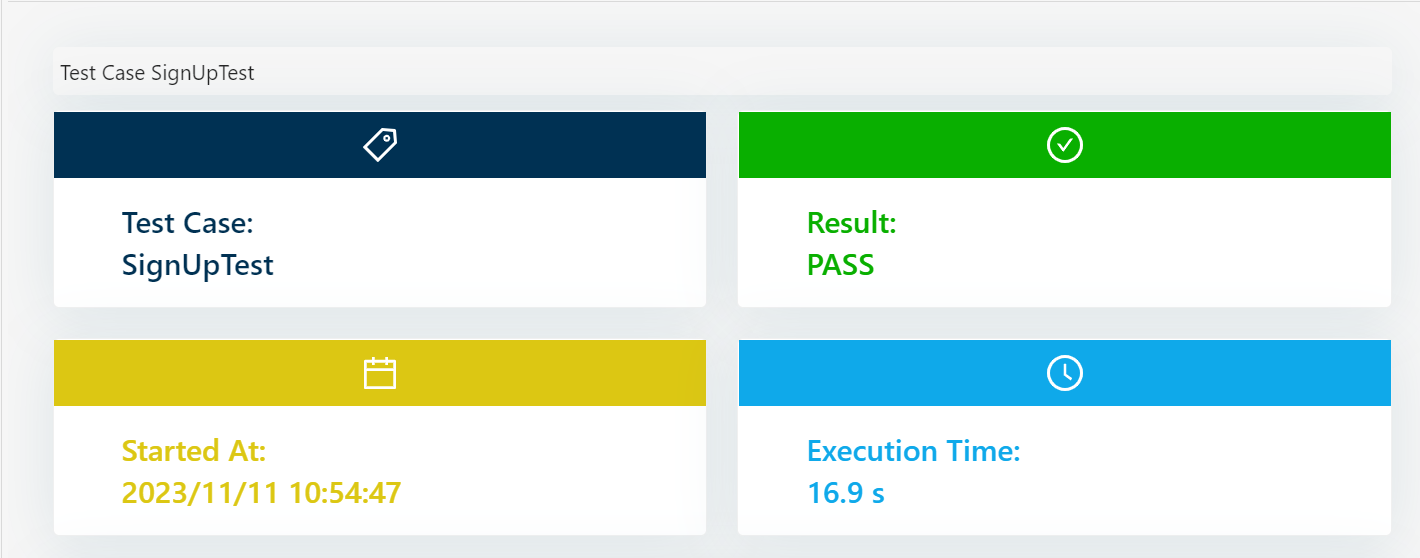 Test Case SignUpTest
Test Case:
SignUpTest
Result:
PASS
Started At:
2023/11/11 10:54:47
Execution Time:
16.9 s